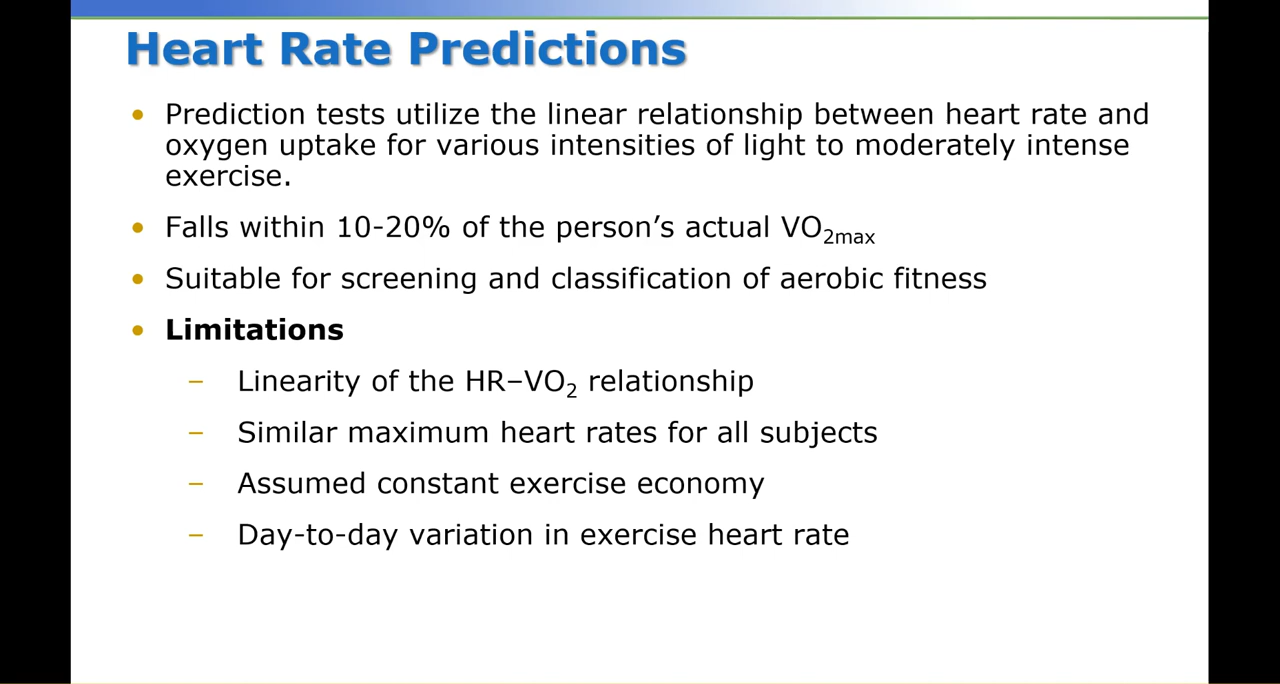 Heart Rate Predictions
• Prediction tests utilize the linear relationship between heart rate and
oxygen uptake for various intensities of light to moderately intense
exercise.
• Falls within 10-20% of the person’s actual VO2max
• Suitable for screening and classification of aerobic fitness
• Limitations
– Linearity of the HR–VO2 relationship
– Similar maximum heart rates for all subjects
– Assumed constant exercise economy
– Day-to-day variation in exercise heart rate